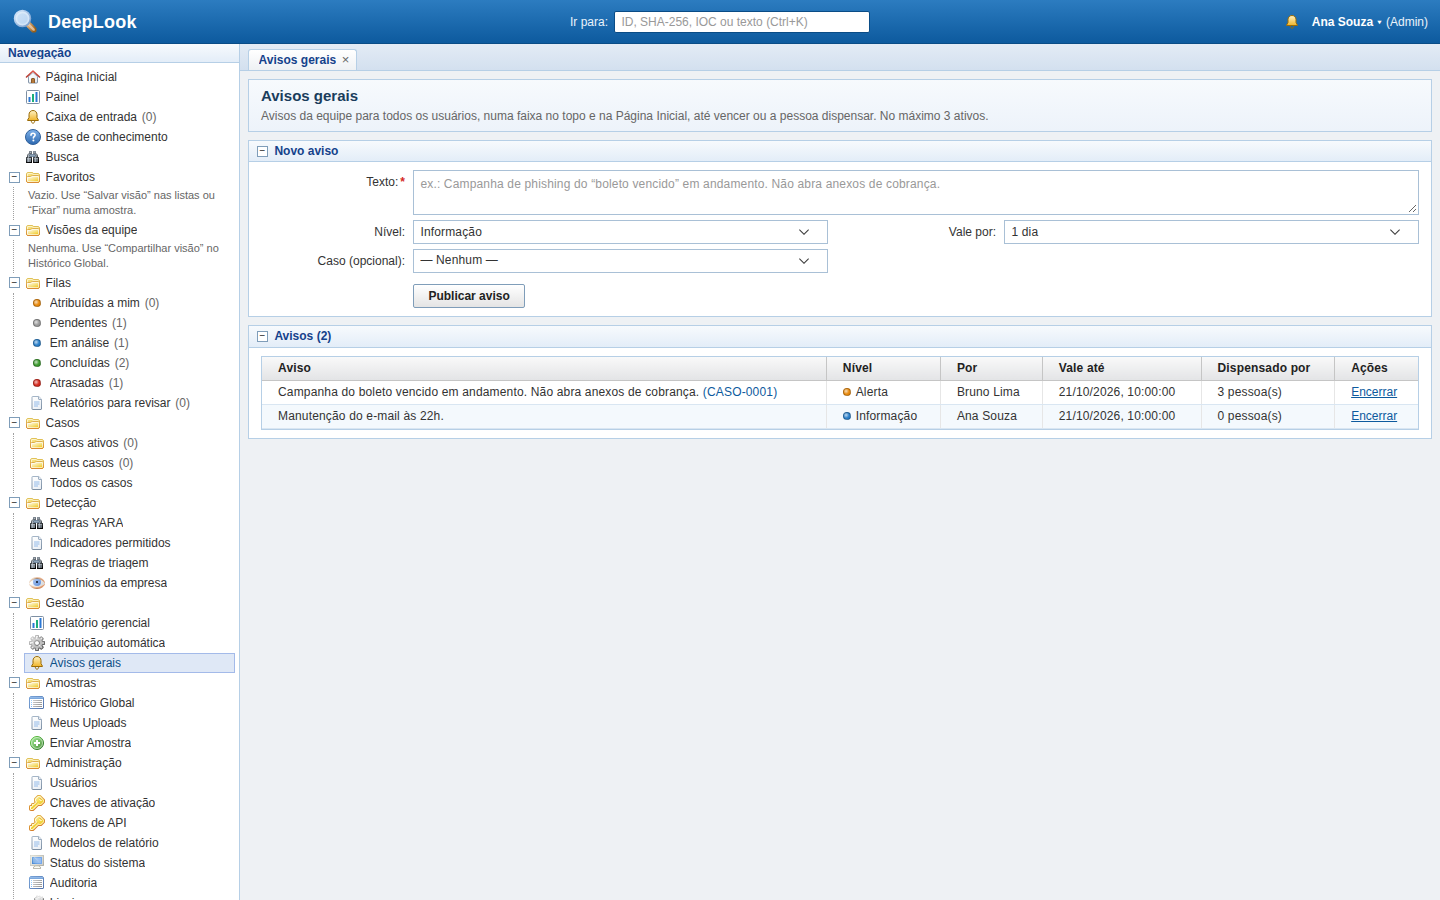 DeepLook
Ir para: ID, SHA-256, IOC ou texto (Ctrl+K)
Ana Souza (Admin)
Navegação
Página Inicial
Painel
Caixa de entrada (0)
Base de conhecimento
Busca
Favoritos
Vazio. Use “Salvar visão” nas listas ou
“Fixar” numa amostra.
Visões da equipe
Nenhuma. Use “Compartilhar visão” no
Histórico Global.
Filas
Atribuídas a mim (0)
Pendentes (1)
Em análise (1)
Concluídas (2)
Atrasadas (1)
Relatórios para revisar (0)
Casos
Casos ativos (0)
Meus casos (0)
Todos os casos
Detecção
Regras YARA
Indicadores permitidos
Regras de triagem
Domínios da empresa
Gestão
Relatório gerencial
Atribuição automática
Avisos gerais
Amostras
Histórico Global
Meus Uploads
Enviar Amostra
Administração
Usuários
Chaves de ativação
Tokens de API
Modelos de relatório
Status do sistema
Auditoria
Avisos gerais ×
Avisos gerais
Avisos da equipe para todos os usuários, numa faixa no topo e na Página Inicial, até vencer ou a pessoa dispensar. No máximo 3 ativos.
Novo aviso
Texto:* ex.: Campanha de phishing do “boleto vencido” em andamento. Não abra anexos de cobrança.
Nível: Informação Vale por: 1 dia
Caso (opcional): — Nenhum —
Publicar aviso
Avisos (2)
Aviso Nível Por Vale até Dispensado por Ações
Campanha do boleto vencido em andamento. Não abra anexos de cobrança. (CASO-0001) Alerta Bruno Lima 21/10/2026, 10:00:00 3 pessoa(s) Encerrar
Manutenção do e-mail às 22h. Informação Ana Souza 21/10/2026, 10:00:00 0 pessoa(s) Encerrar